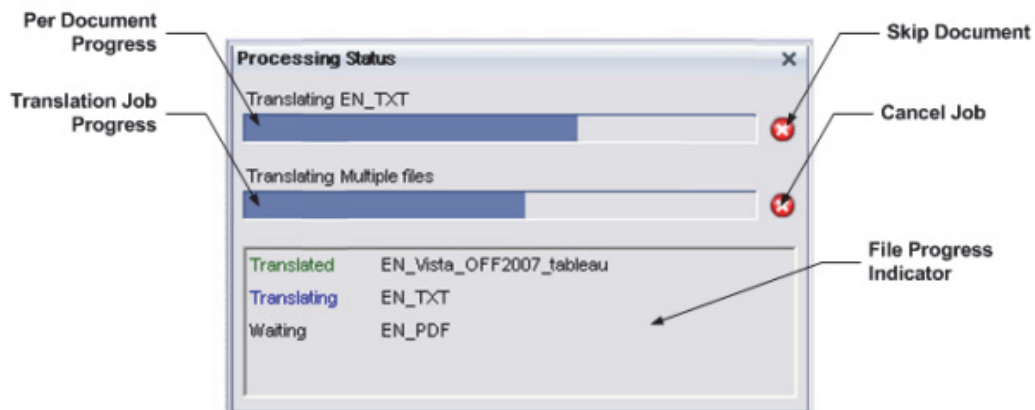 Per Document
Progress
Skip Document
Processing Status
Translating EN_TXT
Translation Job
Progress
Cancel Job
Translating Multiple files
Translated EN_Vista_OFF2007_tableau
Translating EN_TXT
Waiting EN_PDF
File Progress
Indicator